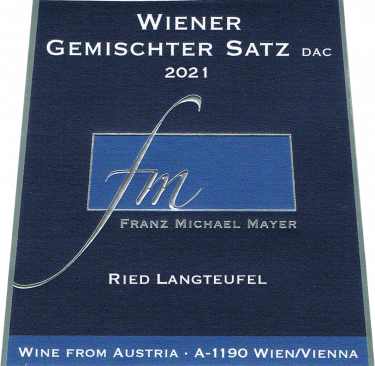 WIENER
GEMISCHTER SATZ DAC
2021
fm
FRANZ MICHAEL MAYER
RIED LANGTEUFEL
WINE FROM AUSTRIA · A-1190 WIEN/VIENNA